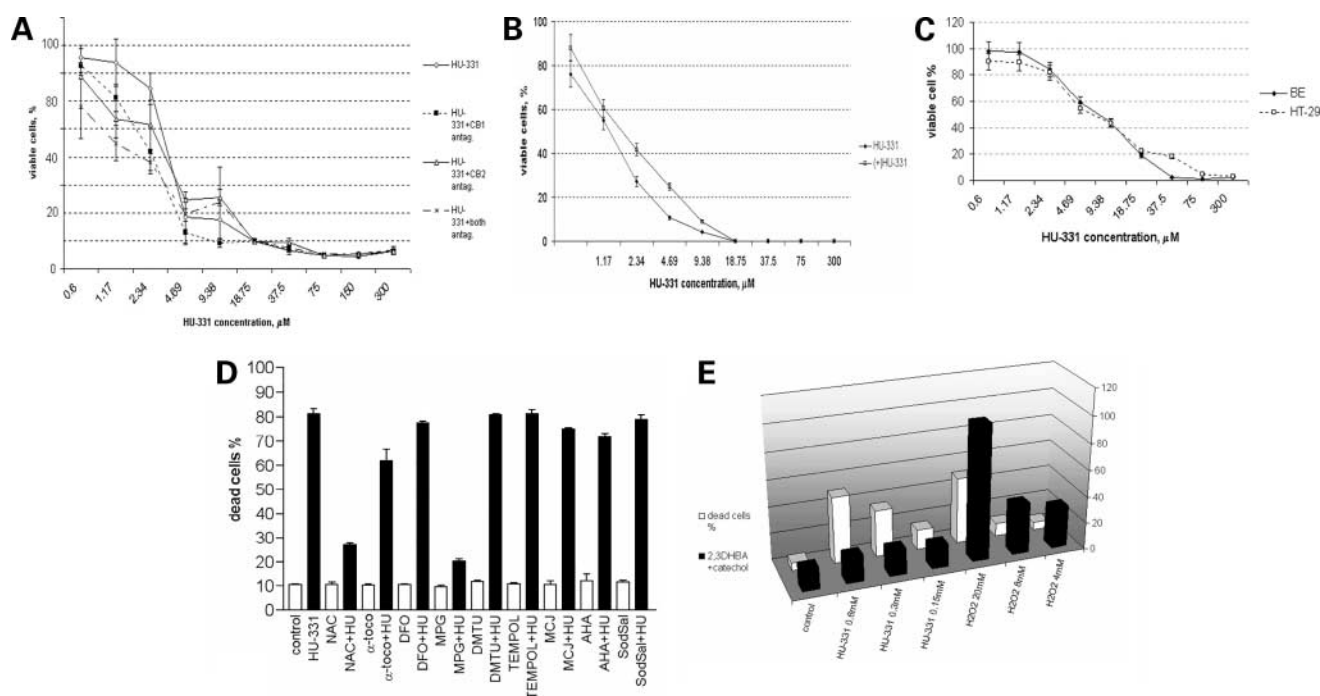 A
viable cells, %
100
80
60
40
20
0
0.6
1.17
2.34
4.69
9.38
18.75
37.5
75
150
300
HU-331 concentration, μM
HU-331
HU-
331+CB1
antag.
HU-
331+CB2
antag.
HU-
331+both
antag.
B
viable cells, %
100
80
60
40
20
0
1.17
2.34
4.69
9.38
18.75
37.5
75
300
HU-331 concentration, μM
HU-331
(+)HU-331
C
viable cell %
120
100
80
60
40
20
0
0.6
1.17
2.34
4.69
9.38
18.75
37.5
75
300
HU-331 concentration, μM
BE
HT-29
D
dead cells %
100
90
80
70
60
50
40
30
20
10
0
control
HU-331
NAC
NAC+HU
α-toco
α-toco+HU
DFO
DFO+HU
MPG
MPG+HU
DMTU
DMTU+HU
TEMPOL
TEMPOL+HU
MCJ
MCJ+HU
AHA
AHA+HU
SodSal
SodSal+HU
E
dead cells
%
2,3DHBA
+catechol
120
100
80
60
40
20
0
control
HU-331 0.6mM
HU-331 0.3mM
HU-331 0.15mM
H2O2 20mM
H2O2 8mM
H2O2 4mM